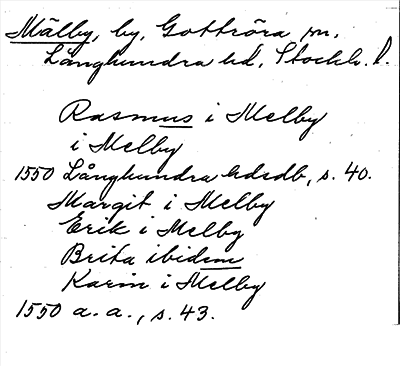 Mälby, by, Gottröra sn,
Långhundra hd, Stockh. l.
Rasmus i Melby
i Melby
1550 Långhundra hdsdb, s. 40.
Margit i Melby
Erik i Melby
Brita ibidem
Karin i Melby
1550 a. a., s. 43.